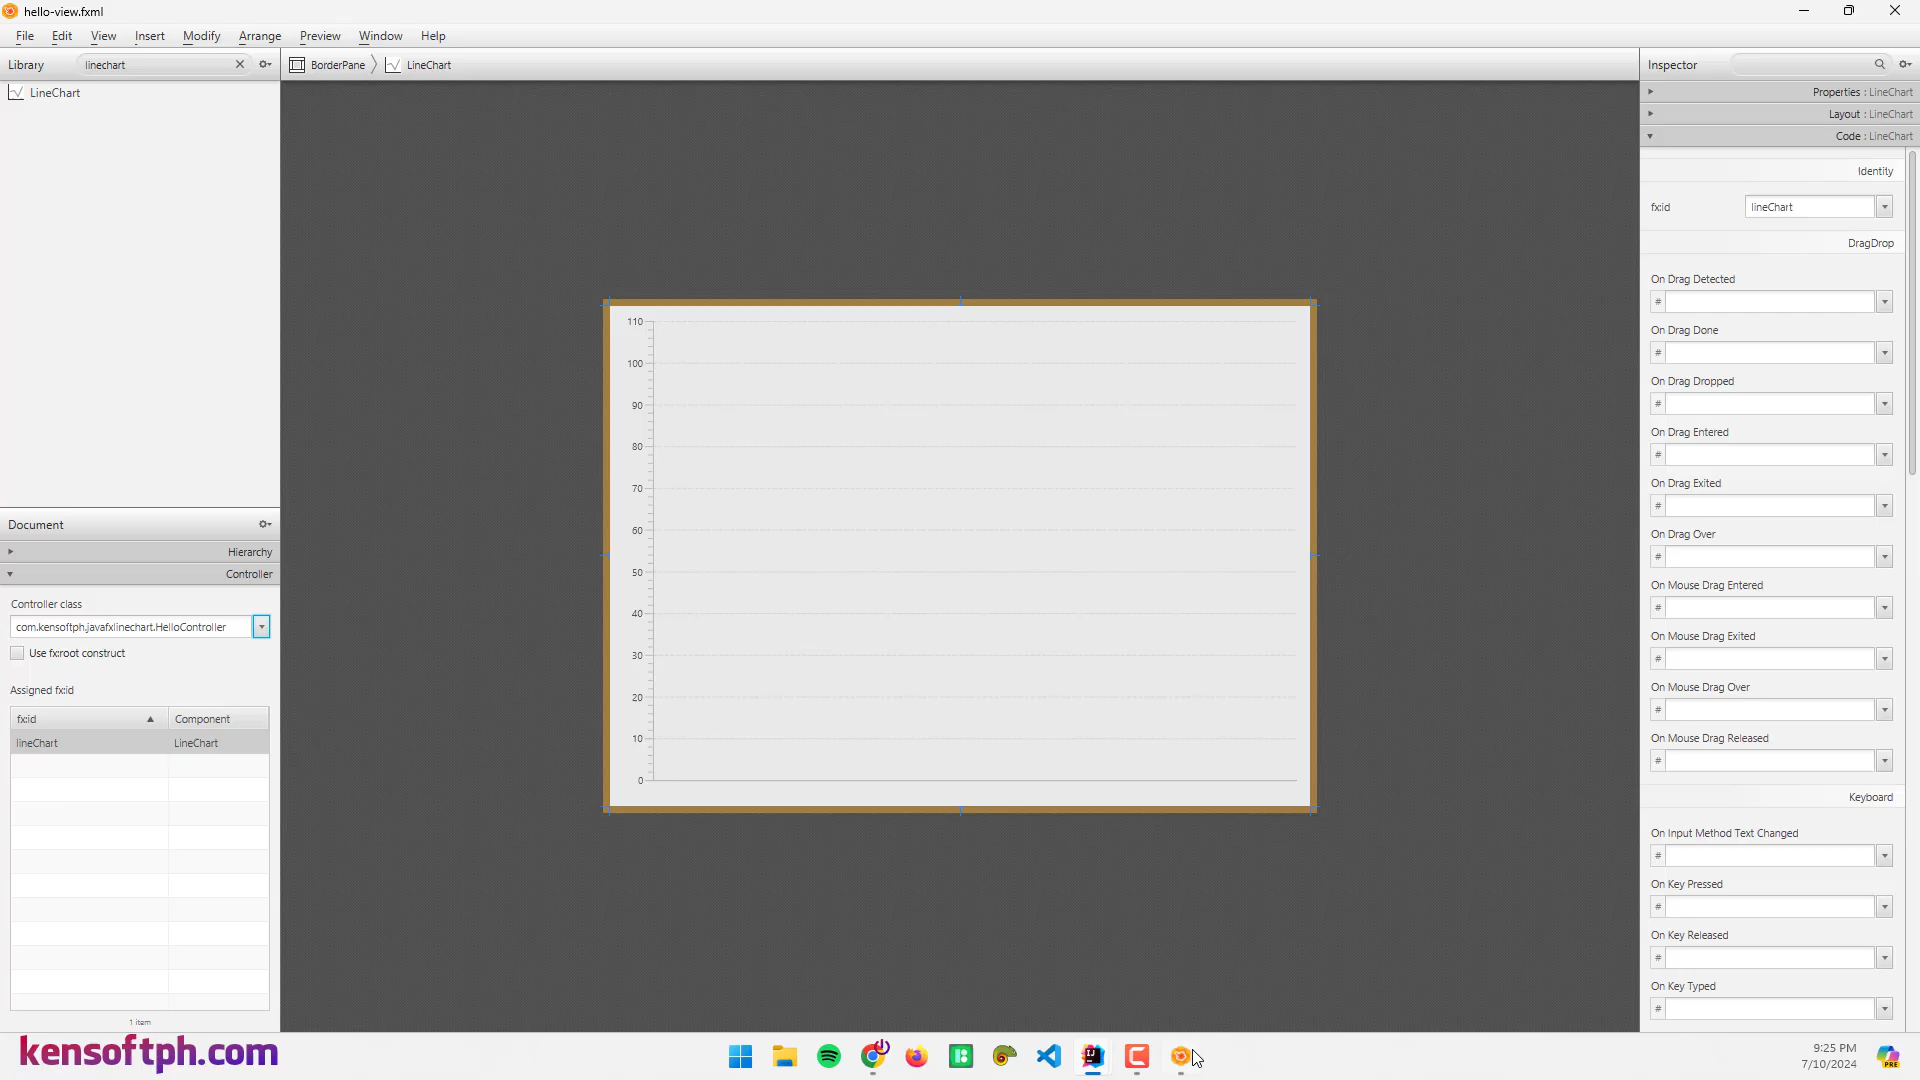 hello-view.fxml
File Edit View Insert Modify Arrange Preview Window Help
Library linechart
BorderPane LineChart
LineChart
Document
Hierarchy
Controller
Controller class
com.kensoftph.javafxlinechart.HelloController
Use fx:root construct
Assigned fx:id
fx:id Component
lineChart LineChart
1 item
110
100
90
80
70
60
50
40
30
20
10
0
Inspector
Properties : LineChart
Layout : LineChart
Code : LineChart
Identity
fx:id lineChart
DragDrop
On Drag Detected
#
On Drag Done
#
On Drag Dropped
#
On Drag Entered
#
On Drag Exited
#
On Drag Over
#
On Mouse Drag Entered
#
On Mouse Drag Exited
#
On Mouse Drag Over
#
On Mouse Drag Released
#
Keyboard
On Input Method Text Changed
#
On Key Pressed
#
On Key Released
#
On Key Typed
#
kensoftph.com
IJ
9:25 PM
7/10/2024
PRE